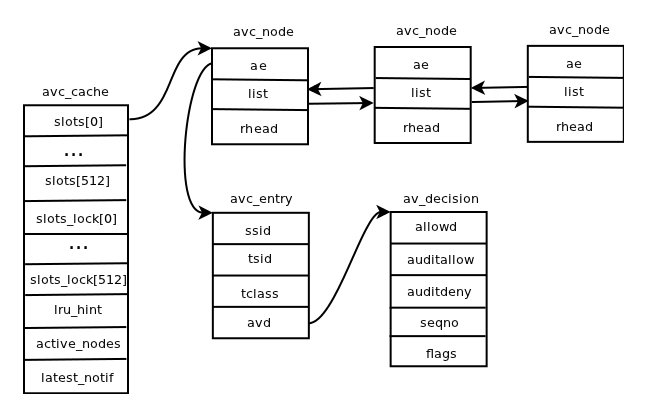 avc_cache
slots[0]
...
slots[512]
slots_lock[0]
...
slots_lock[512]
lru_hint
active_nodes
latest_notif
avc_node
ae
list
rhead
avc_node
ae
list
rhead
avc_node
ae
list
rhead
avc_entry
ssid
tsid
tclass
avd
av_decision
allowd
auditallow
auditdeny
seqno
flags